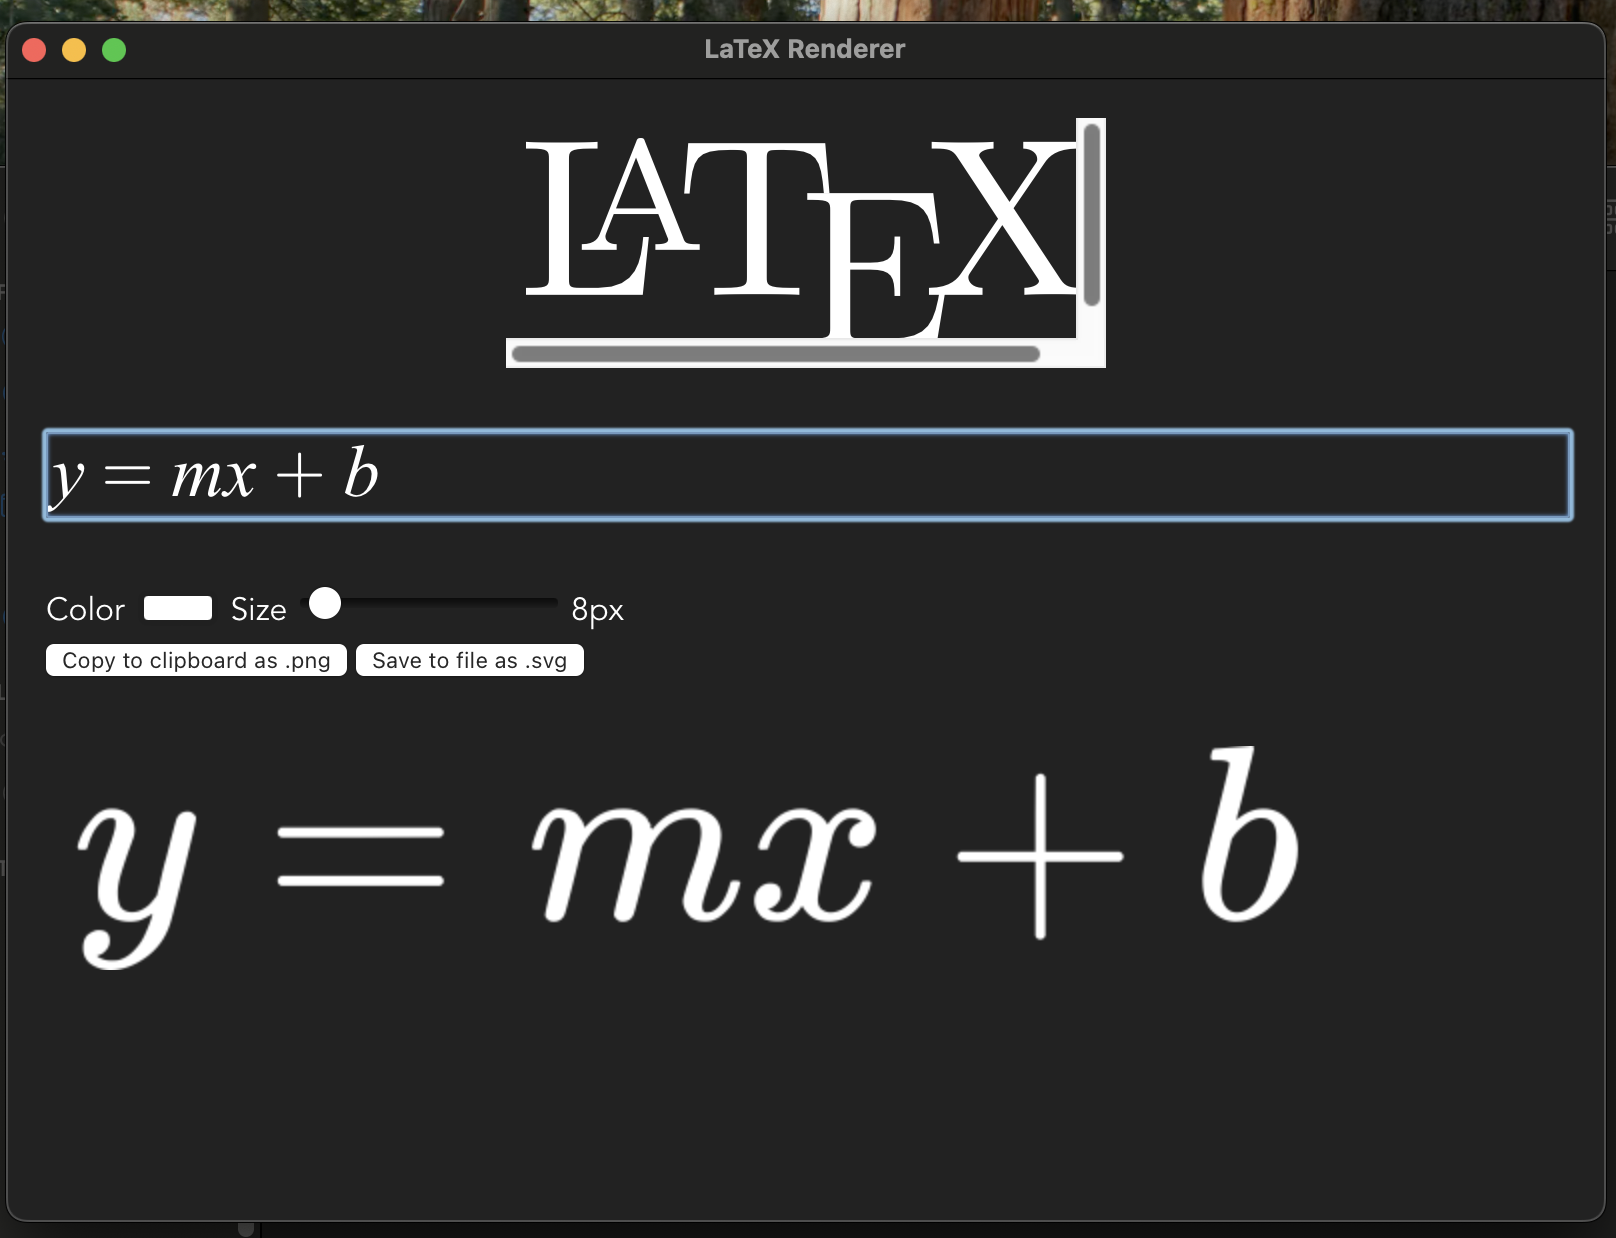 LaTeX Renderer
LATEX
y = mx + b
Color Size 8px
Copy to clipboard as .png Save to file as .svg
y = mx + b